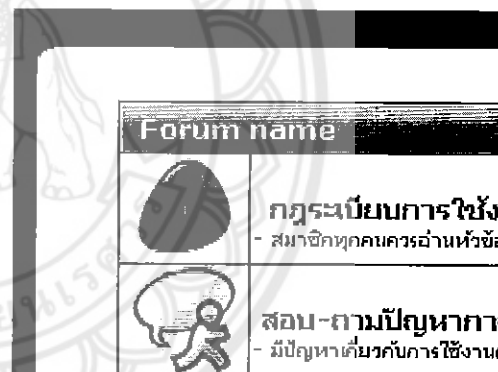 Forum name
กฎระเบียบการใช้ง
- สมาชิกทุกคนควรอ่านหัวข้อ
สอบ-ถามปัญหากา
- มีปัญหาเกี่ยวกับการใช้งาน